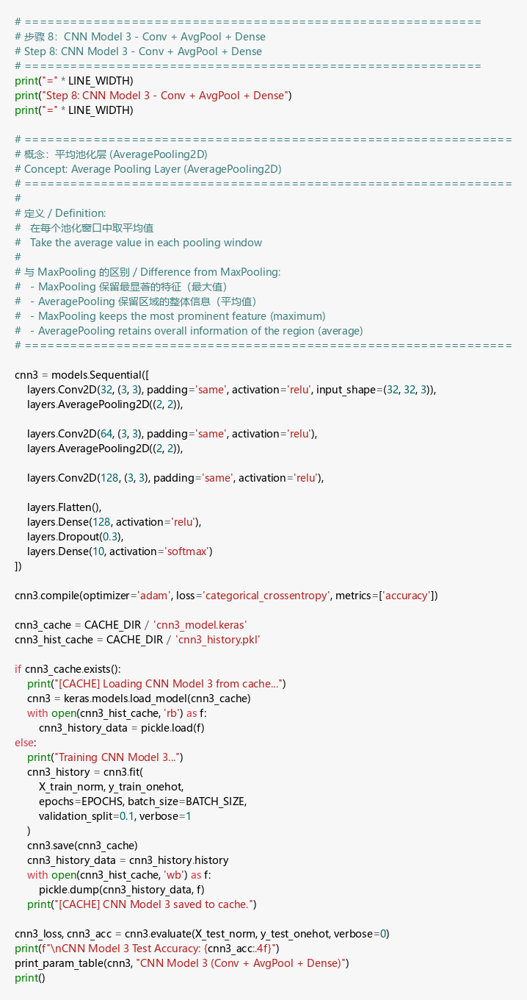 # ============================================================
# 步骤 8：CNN Model 3 - Conv + AvgPool + Dense
# Step 8: CNN Model 3 - Conv + AvgPool + Dense
# ============================================================
print("=" * LINE_WIDTH)
print("Step 8: CNN Model 3 - Conv + AvgPool + Dense")
print("=" * LINE_WIDTH)
# ================================================================
# 概念：平均池化层 (AveragePooling2D)
# Concept: Average Pooling Layer (AveragePooling2D)
# ================================================================
#
# 定义 / Definition:
#   在每个池化窗口中取平均值
#   Take the average value in each pooling window
#
# 与 MaxPooling 的区别 / Difference from MaxPooling:
#   - MaxPooling 保留最显著的特征（最大值）
#   - AveragePooling 保留区域的整体信息（平均值）
#   - MaxPooling keeps the most prominent feature (maximum)
#   - AveragePooling retains overall information of the region (average)
# ================================================================
cnn3 = models.Sequential([
    layers.Conv2D(32, (3, 3), padding='same', activation='relu', input_shape=(32, 32, 3)),
    layers.AveragePooling2D((2, 2)),
    layers.Conv2D(64, (3, 3), padding='same', activation='relu'),
    layers.AveragePooling2D((2, 2)),
    layers.Conv2D(128, (3, 3), padding='same', activation='relu'),
    layers.Flatten(),
    layers.Dense(128, activation='relu'),
    layers.Dropout(0.3),
    layers.Dense(10, activation='softmax')
])
cnn3.compile(optimizer='adam', loss='categorical_crossentropy', metrics=['accuracy'])
cnn3_cache = CACHE_DIR / 'cnn3_model.keras'
cnn3_hist_cache = CACHE_DIR / 'cnn3_history.pkl'
if cnn3_cache.exists():
    print("[CACHE] Loading CNN Model 3 from cache...")
    cnn3 = keras.models.load_model(cnn3_cache)
    with open(cnn3_hist_cache, 'rb') as f:
        cnn3_history_data = pickle.load(f)
else:
    print("Training CNN Model 3...")
    cnn3_history = cnn3.fit(
        X_train_norm, y_train_onehot,
        epochs=EPOCHS, batch_size=BATCH_SIZE,
        validation_split=0.1, verbose=1
    )
    cnn3.save(cnn3_cache)
    cnn3_history_data = cnn3_history.history
    with open(cnn3_hist_cache, 'wb') as f:
        pickle.dump(cnn3_history_data, f)
    print("[CACHE] CNN Model 3 saved to cache.")
cnn3_loss, cnn3_acc = cnn3.evaluate(X_test_norm, y_test_onehot, verbose=0)
print(f"\nCNN Model 3 Test Accuracy: {cnn3_acc:.4f}")
print_param_table(cnn3, "CNN Model 3 (Conv + AvgPool + Dense)")
print()